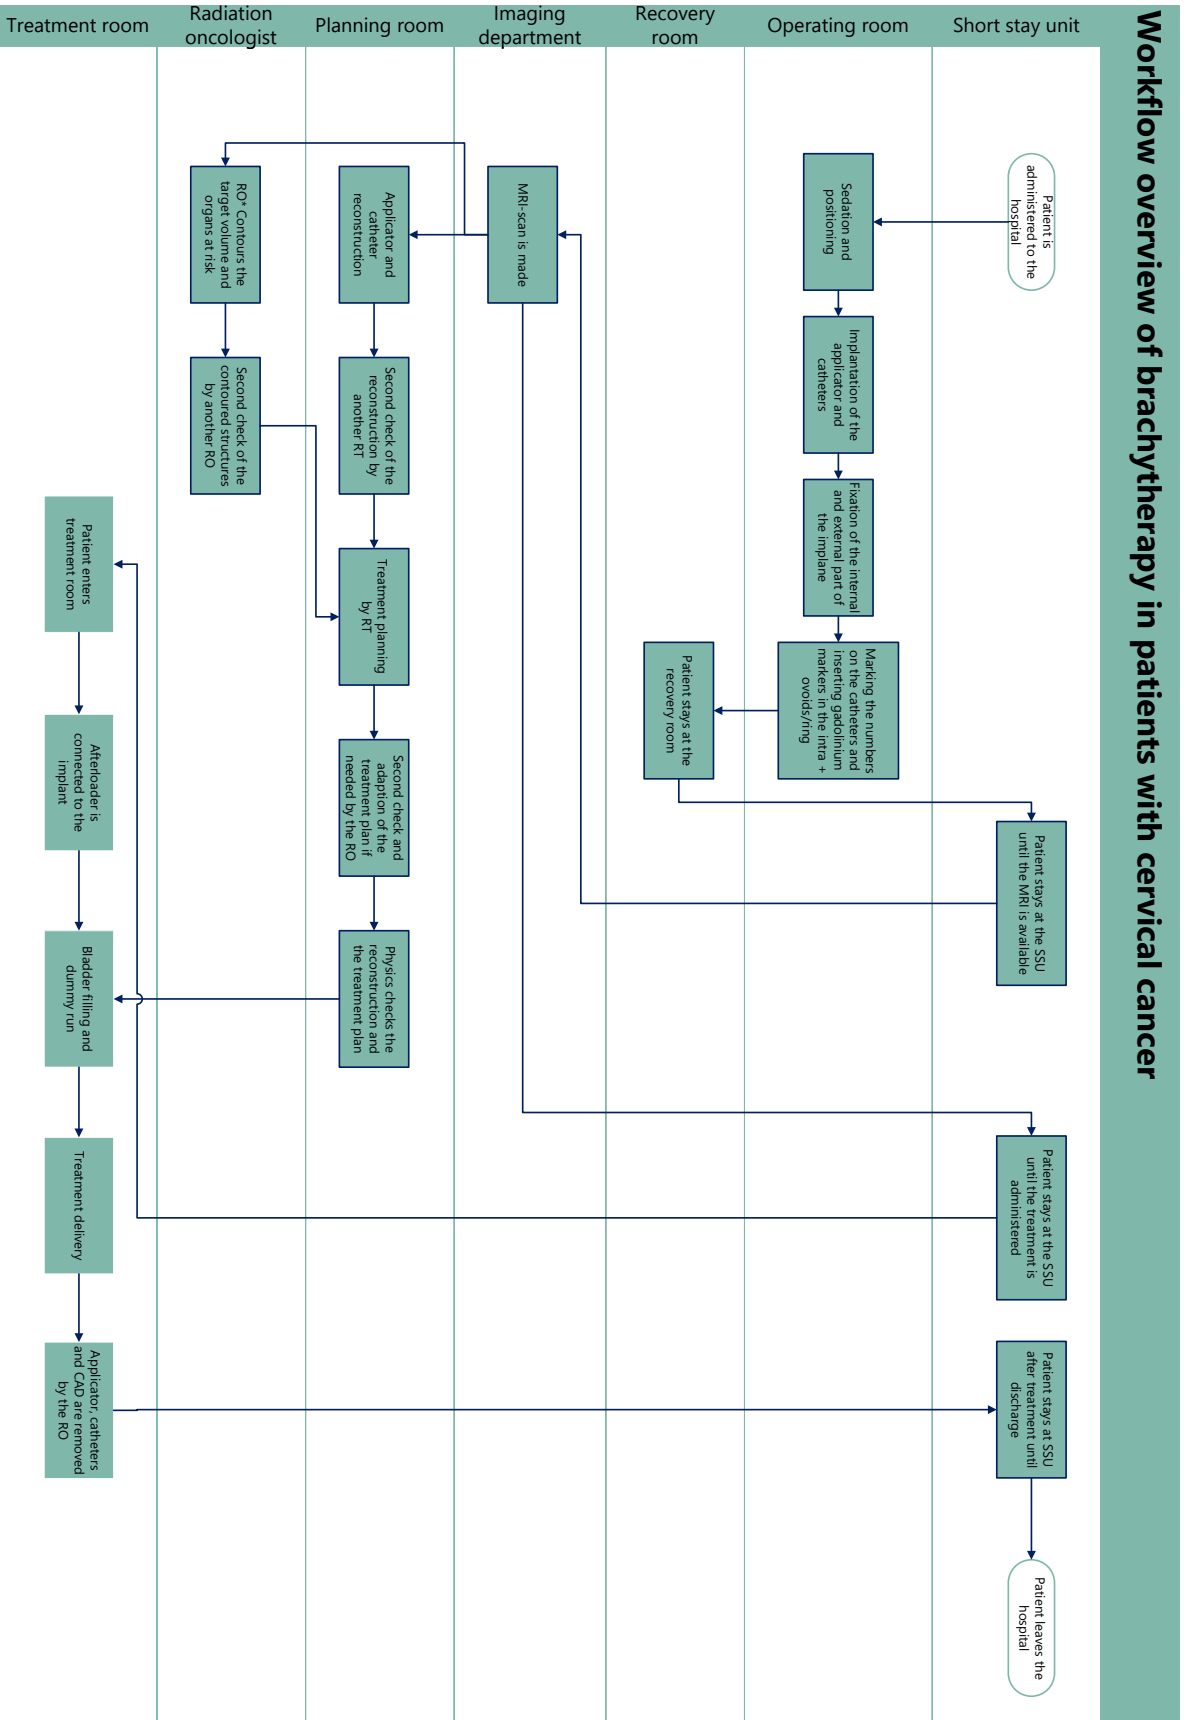 Workflow overview of brachytherapy in patients with cervical cancer
Short stay unit
Operating room
Recovery
room
Imaging
department
Planning room
Radiation
oncologist
Treatment room
Patient is
administered to the
hospital
Sedation and
positioning
Implantation of the
applicator and
catheters
Fixation of the internal
and external part of
the implane
Marking the numbers
on the catheters and
inserting gadolinium
markers in the intra +
ovoids/ring
Patient stays at the
recovery room
Patient stays at the SSU
until the MRI is available
MRI-scan is made
Applicator and
catheter
reconstruction
Second check of the
reconstruction by
another RT
Treatment planning
by RT
Second check and
adaption of the
treatment plan if
needed by the RO
Physics checks the
reconstruction and
the treatment plan
RO* Contours the
target volume and
organs at risk
Second check of the
contoured structures
by another RO
Patient stays at the SSU
until the treatment is
administered
Patient enters
treatment room
Afterloader is
connected to the
implant
Bladder filling and
dummy run
Treatment delivery
Applicator, catheters
and CAD are removed
by the RO
Patient stays at SSU
after treatment until
discharge
Patient leaves the
hospital